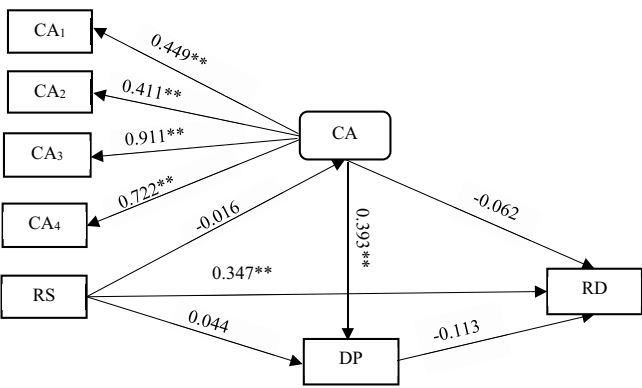 CA1
0.449**
CA2
0.411**
CA
CA3
0.911**
0.722**
CA4
-0.016
-0.062
0.393**
RS
0.347**
RD
0.044
-0.113
DP